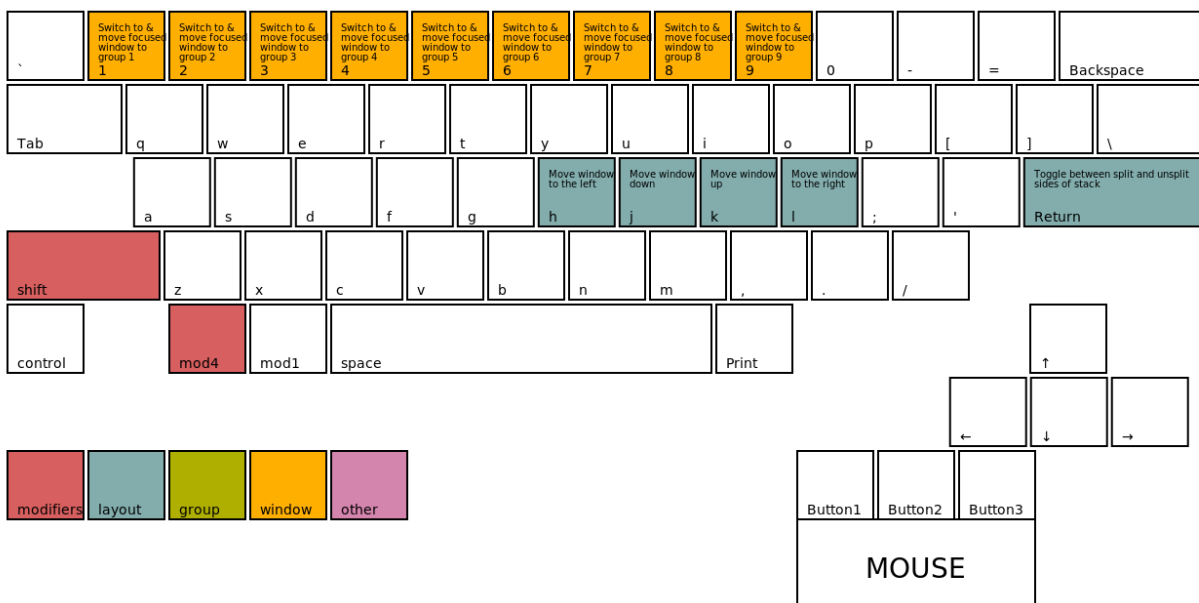 Switch to &
move focused
window to
group 1
1
Switch to &
move focused
window to
group 2
2
Switch to &
move focused
window to
group 3
3
Switch to &
move focused
window to
group 4
4
Switch to &
move focused
window to
group 5
5
Switch to &
move focused
window to
group 6
6
Switch to &
move focused
window to
group 7
7
Switch to &
move focused
window to
group 8
8
Switch to &
move focused
window to
group 9
9
`
0
-
=
Backspace
Tab
q
w
e
r
t
y
u
i
o
p
[
]
\
a
s
d
f
g
Move window
to the left
h
Move window
down
j
Move window
up
k
Move window
to the right
l
;
'
Toggle between split and unsplit
sides of stack
Return
shift
z
x
c
v
b
n
m
,
.
/
control
mod4
mod1
space
Print
↑
←
↓
→
modifiers
layout
group
window
other
Button1
Button2
Button3
MOUSE